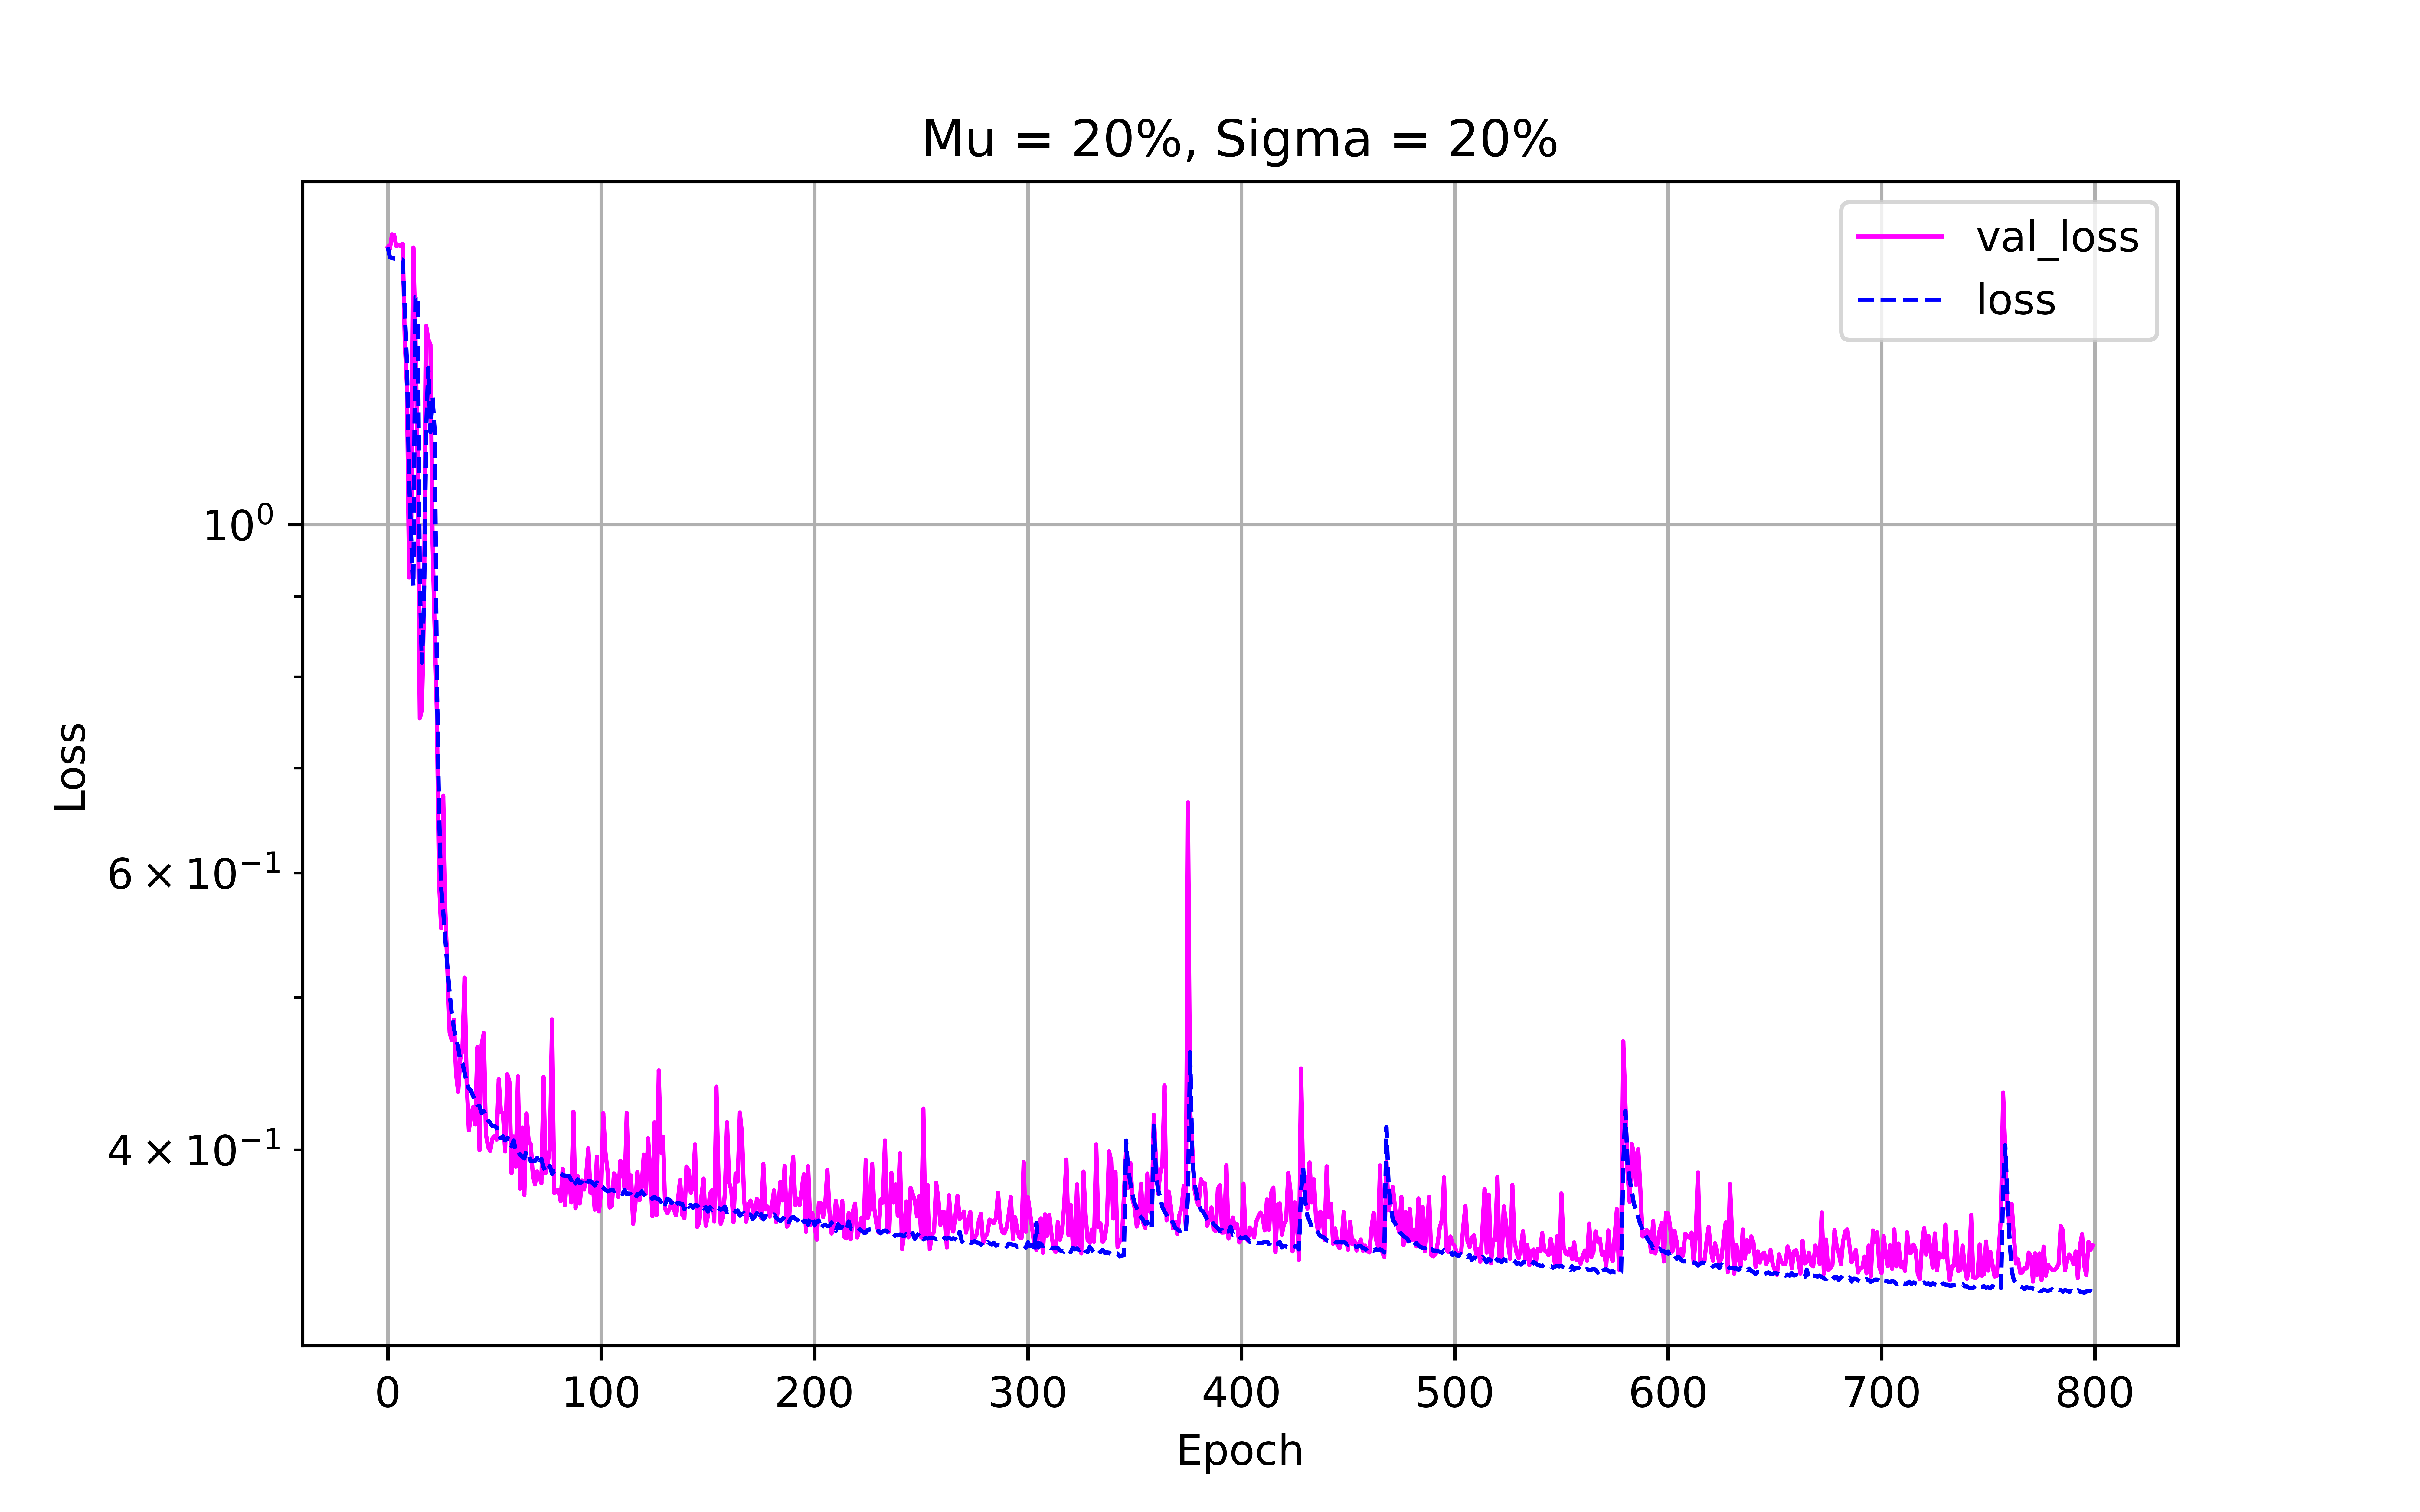 Mu = 20%, Sigma = 20%
val_loss
loss
10⁰
6 × 10⁻¹
4 × 10⁻¹
Loss
0 100 200 300 400 500 600 700 800
Epoch